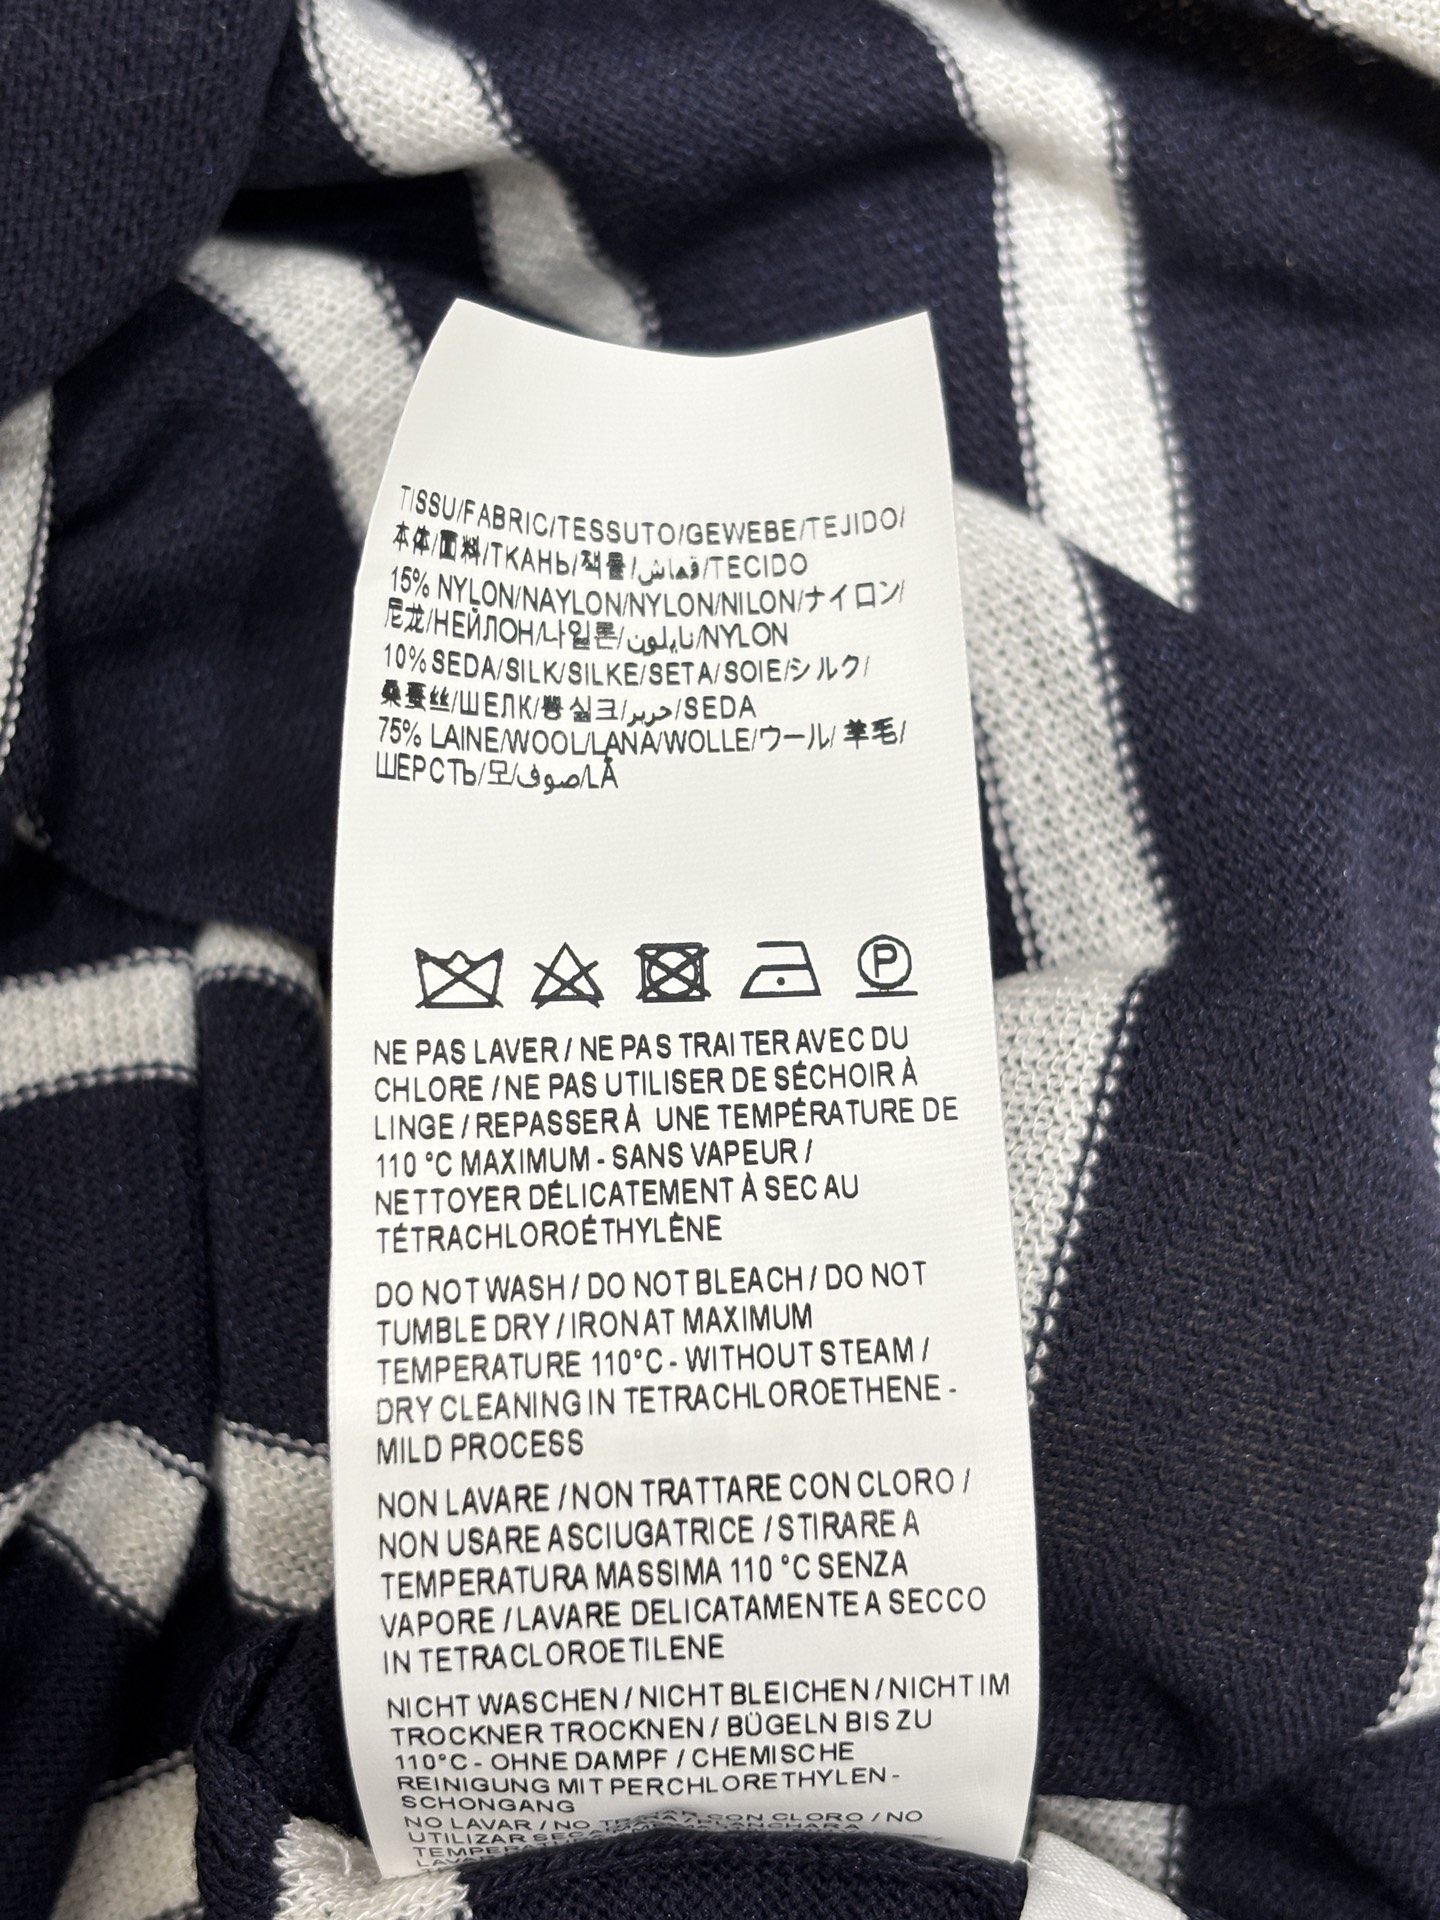 TISSU/FABRIC/TESSUTO/GEWEBE/TEJIDO/
本体/面料/ТКАНЬ/직물/قماش/TECIDO
15% NYLON/NAYLON/NYLON/NILON/ナイロン/
尼龙/НЕЙЛОН/나일론/نايلون/NYLON
10% SEDA/SILK/SILKE/SETA/SOIE/シルク/
桑蚕丝/ШЕЛК/뽕실크/حرير/SEDA
75% LAINE/WOOL/LANA/WOLLE/ウール/羊毛/
ШЕРСТЬ/모/صوف/LÃ
P
NE PAS LAVER / NE PAS TRAITER AVEC DU
CHLORE / NE PAS UTILISER DE SÉCHOIR À
LINGE / REPASSER À UNE TEMPÉRATURE DE
110 °C MAXIMUM - SANS VAPEUR /
NETTOYER DÉLICATEMENT À SEC AU
TÉTRACHLOROÉTHYLÈNE
DO NOT WASH / DO NOT BLEACH / DO NOT
TUMBLE DRY / IRON AT MAXIMUM
TEMPERATURE 110°C - WITHOUT STEAM /
DRY CLEANING IN TETRACHLOROETHENE -
MILD PROCESS
NON LAVARE / NON TRATTARE CON CLORO /
NON USARE ASCIUGATRICE / STIRARE A
TEMPERATURA MASSIMA 110 °C SENZA
VAPORE / LAVARE DELICATAMENTE A SECCO
IN TETRACLOROETILENE
NICHT WASCHEN / NICHT BLEICHEN / NICHT IM
TROCKNER TROCKNEN / BÜGELN BIS ZU
110°C - OHNE DAMPF / CHEMISCHE
REINIGUNG MIT PERCHLORETHYLEN -
SCHONGANG
NO LAVAR / NO CON CLORO / NO
UTILIZAR